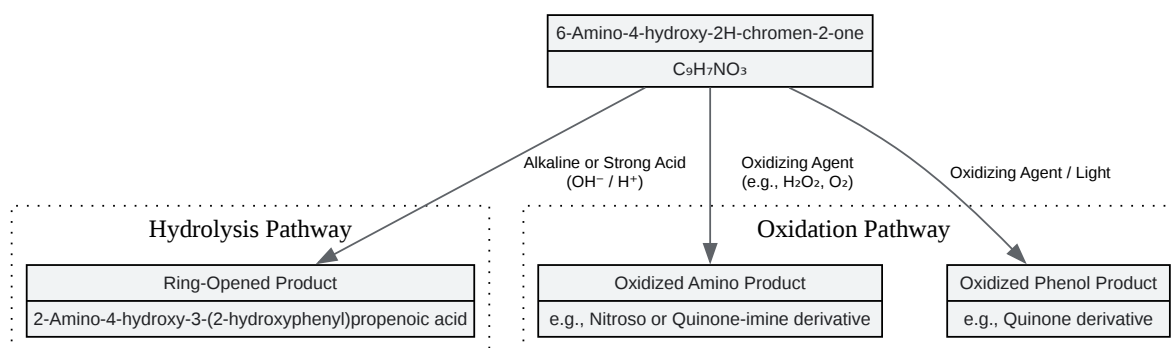 6-Amino-4-hydroxy-2H-chromen-2-one
C₉H₇NO₃
Alkaline or Strong Acid
(OH⁻ / H⁺)
Oxidizing Agent
(e.g., H₂O₂, O₂)
Oxidizing Agent / Light
Hydrolysis Pathway
Oxidation Pathway
Ring-Opened Product
2-Amino-4-hydroxy-3-(2-hydroxyphenyl)propenoic acid
Oxidized Amino Product
e.g., Nitroso or Quinone-imine derivative
Oxidized Phenol Product
e.g., Quinone derivative